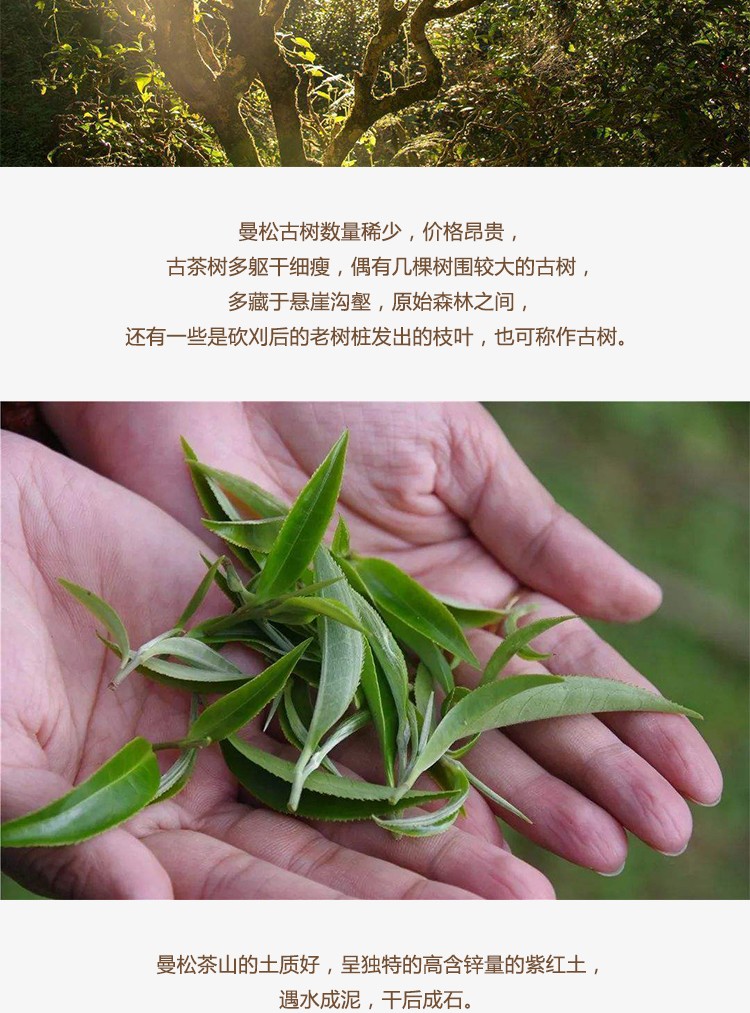 曼松古树数量稀少，价格昂贵，
古茶树多躯干细瘦，偶有几棵树围较大的古树，
多藏于悬崖沟壑，原始森林之间，
还有一些是砍刈后的老树桩发出的枝叶，也可称作古树。
曼松茶山的土质好，呈独特的高含锌量的紫红土，
遇水成泥，干后成石。